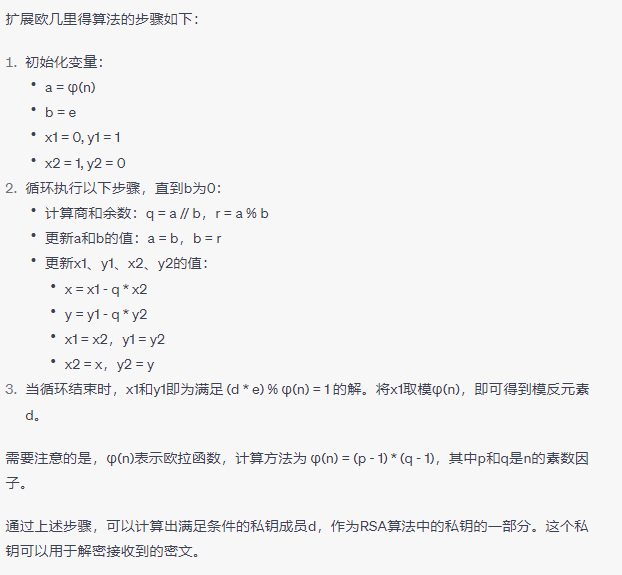 扩展欧几里得算法的步骤如下：
1. 初始化变量：
• a = φ(n)
• b = e
• x1 = 0, y1 = 1
• x2 = 1, y2 = 0
2. 循环执行以下步骤，直到b为0：
• 计算商和余数：q = a // b，r = a % b
• 更新a和b的值：a = b，b = r
• 更新x1、y1、x2、y2的值：
• x = x1 - q * x2
• y = y1 - q * y2
• x1 = x2，y1 = y2
• x2 = x，y2 = y
3. 当循环结束时，x1和y1即为满足 (d * e) % φ(n) = 1 的解。将x1取模φ(n)，即可得到模反元素
d。
需要注意的是，φ(n)表示欧拉函数，计算方法为 φ(n) = (p - 1) * (q - 1)，其中p和q是n的素数因
子。
通过上述步骤，可以计算出满足条件的私钥成员d，作为RSA算法中的私钥的一部分。这个私
钥可以用于解密接收到的密文。